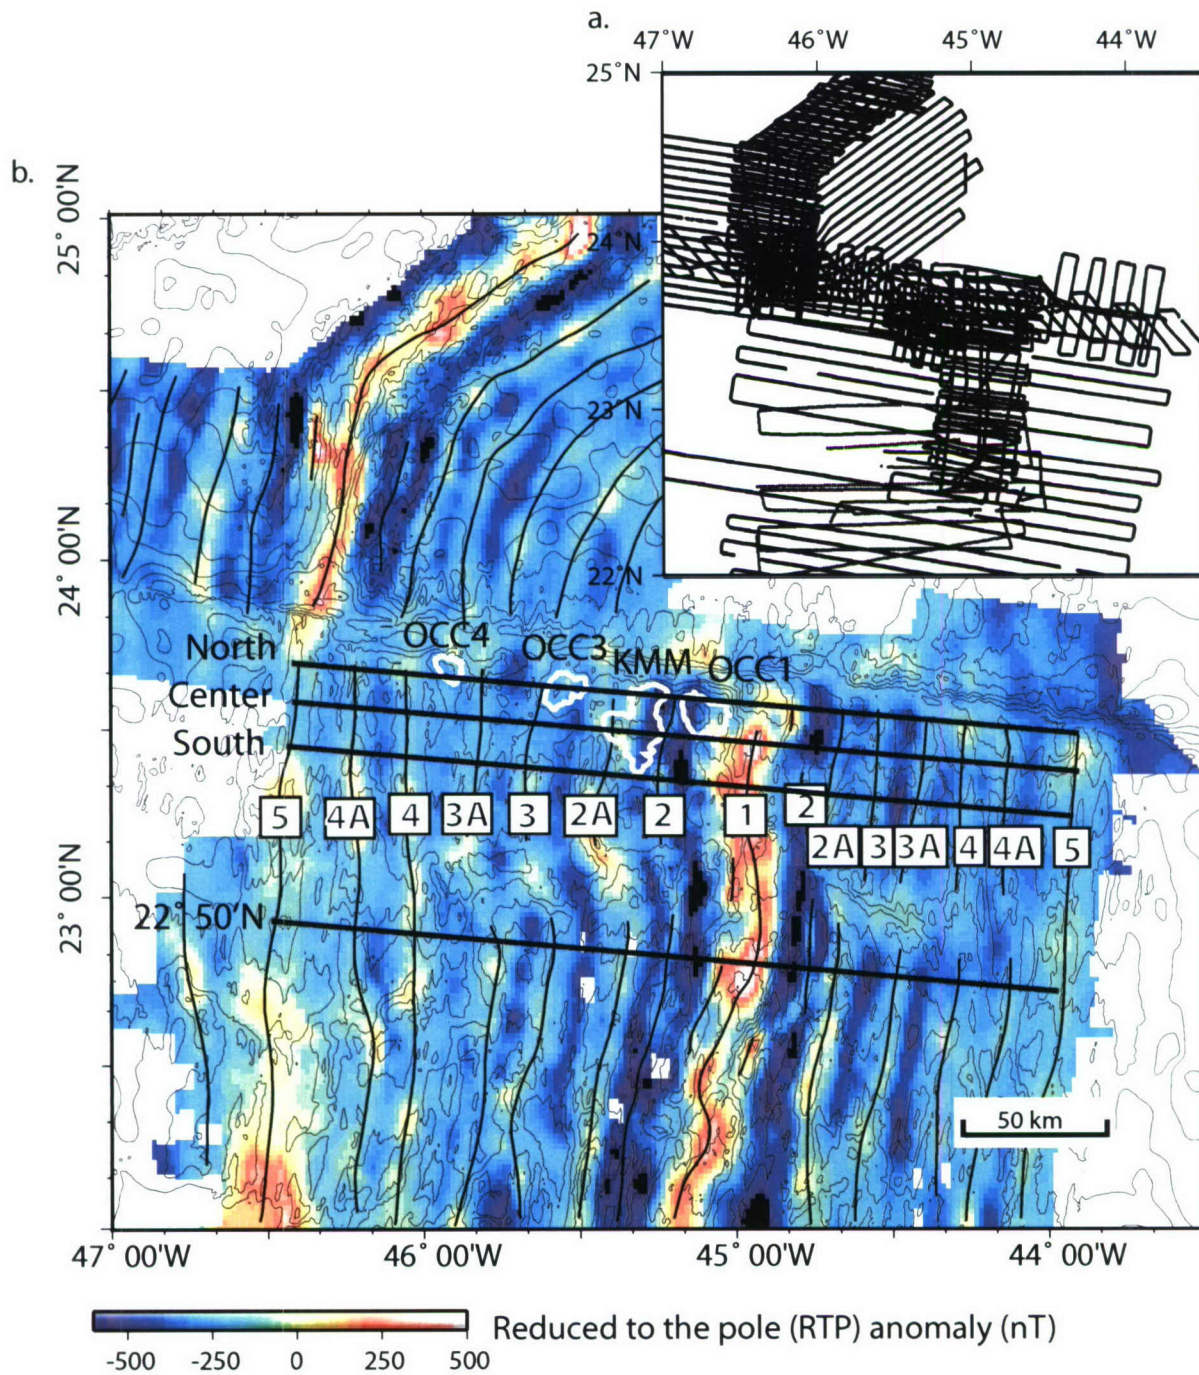 a.
47°W 46°W 45°W 44°W
25°N
24°N
23°N
22°N
b.
25° 00'N
24° 00'N
23° 00'N
North
Center
South
OCC4
OCC3
KMM
OCC1
5 4A 4 3A 3 2A 2 1 2
2A 3 3A 4 4A 5
22° 50'N
50 km
47° 00'W 46° 00'W 45° 00'W 44° 00'W
-500 -250 0 250 500
Reduced to the pole (RTP) anomaly (nT)